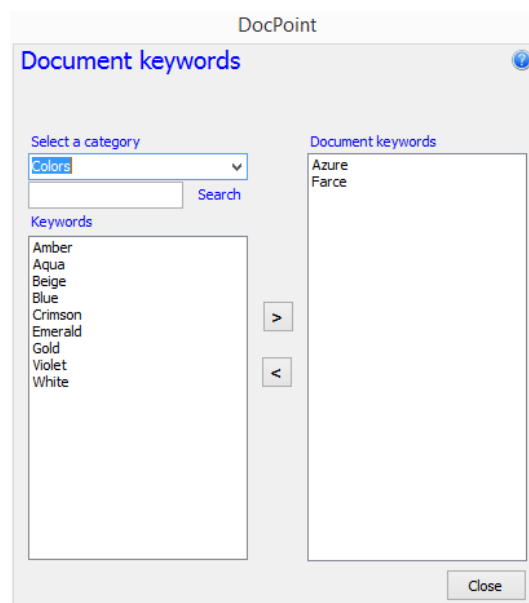 DocPoint
Document keywords
?
Select a category
Colors
Search
Keywords
Amber
Aqua
Beige
Blue
Crimson
Emerald
Gold
Violet
White
>
<
Document keywords
Azure
Farce
Close